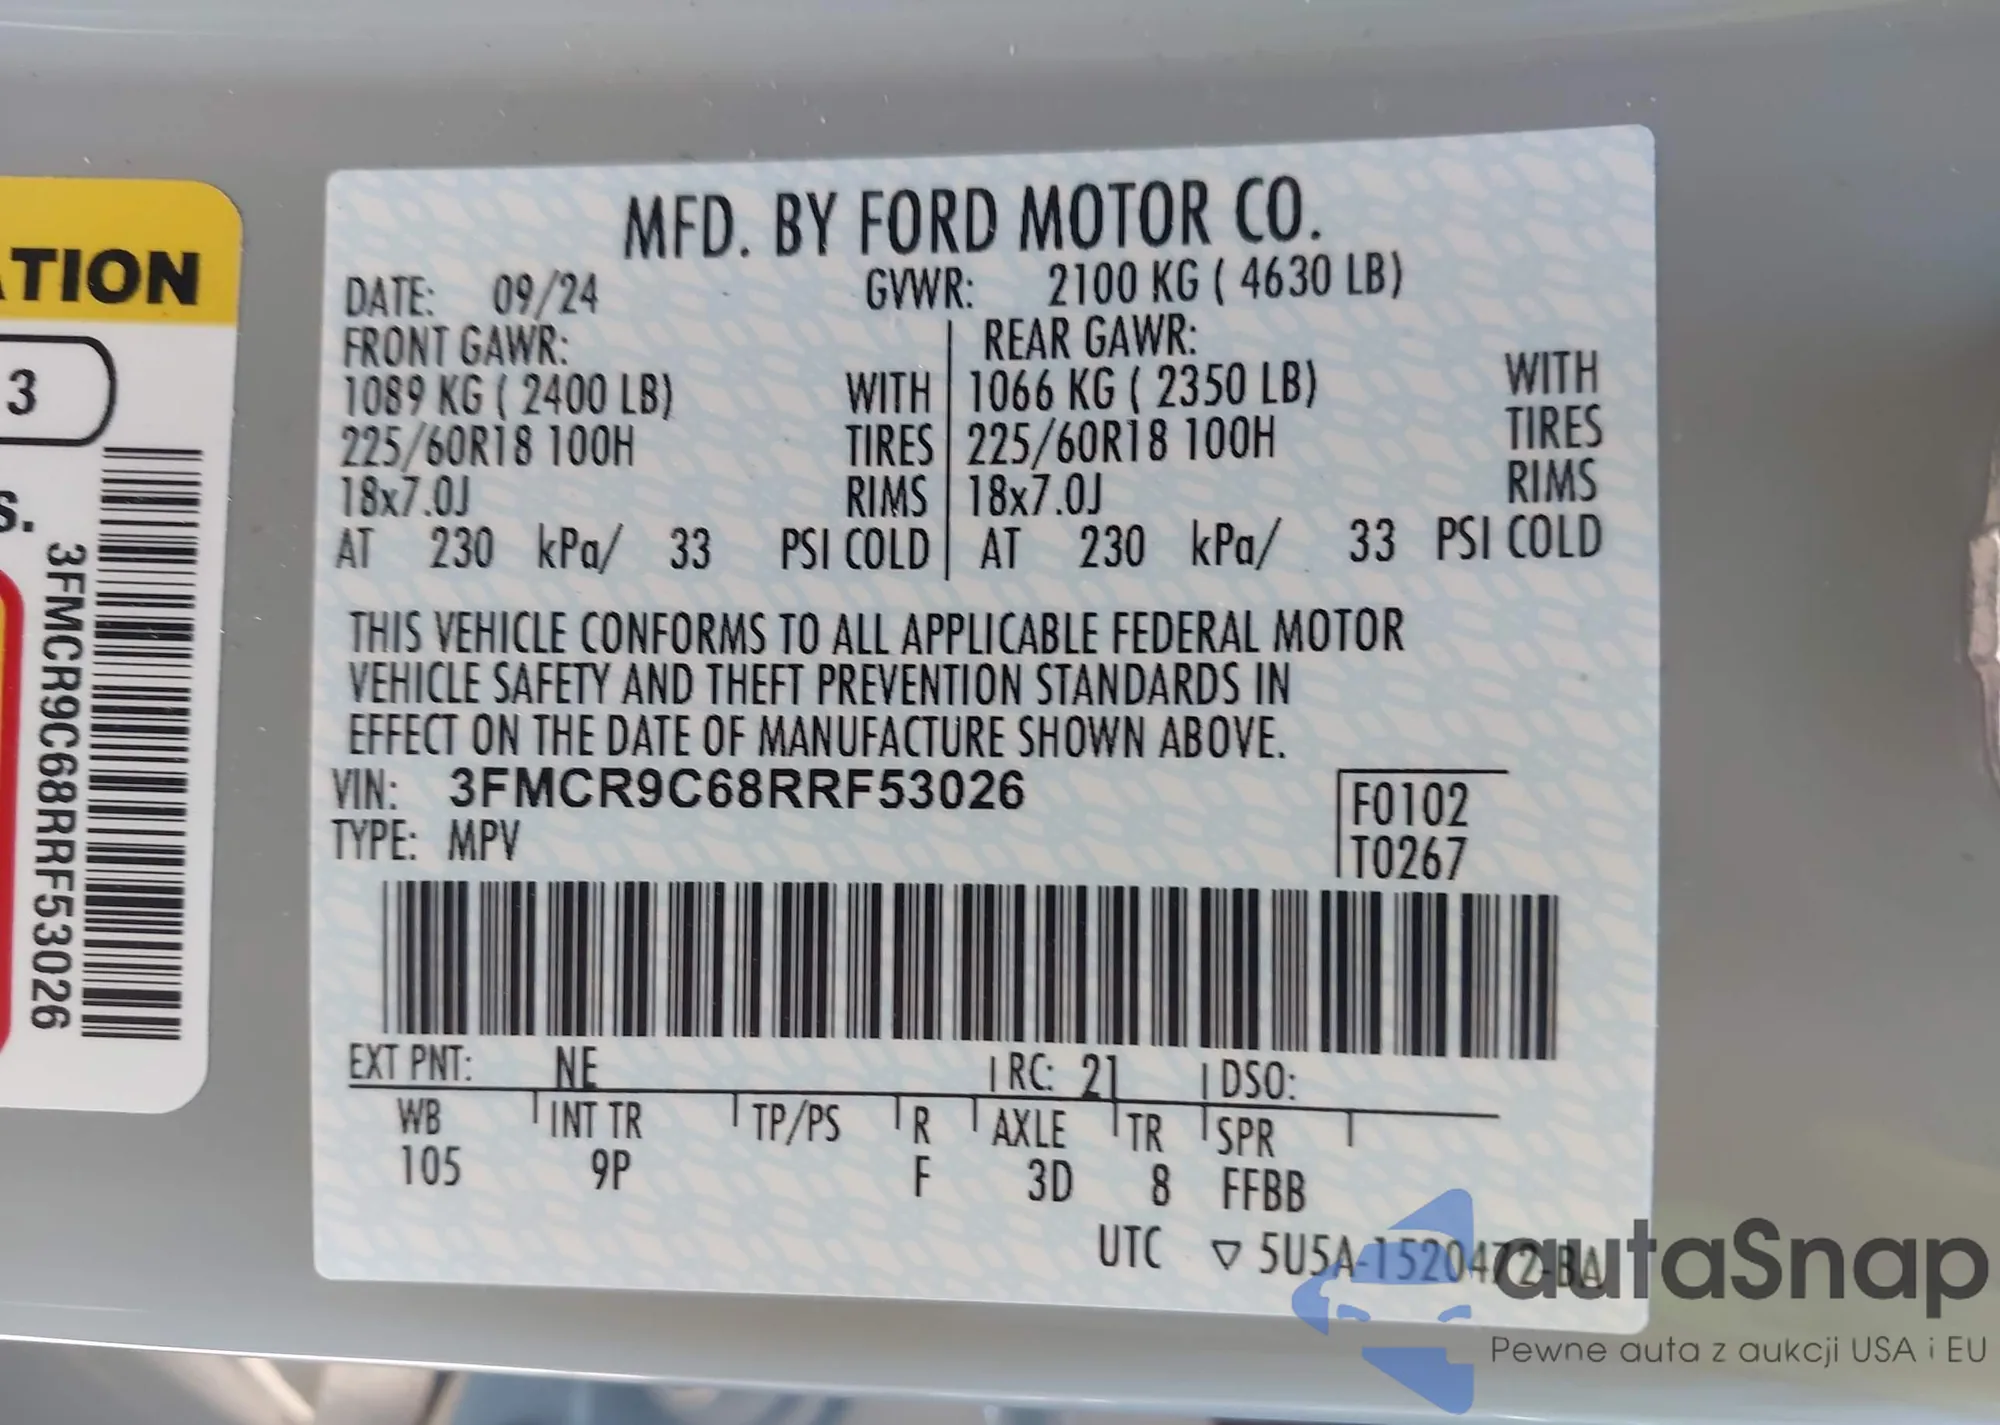 ATION
3
S.
3FMCR9C68RRF53026
MFD. BY FORD MOTOR CO.
DATE: 09/24 GVWR: 2100 KG ( 4630 LB)
FRONT GAWR: REAR GAWR:
1089 KG ( 2400 LB) WITH 1066 KG ( 2350 LB) WITH
225/60R18 100H TIRES 225/60R18 100H TIRES
18x7.0J RIMS 18x7.0J RIMS
AT 230 kPa/ 33 PSI COLD AT 230 kPa/ 33 PSI COLD
THIS VEHICLE CONFORMS TO ALL APPLICABLE FEDERAL MOTOR
VEHICLE SAFETY AND THEFT PREVENTION STANDARDS IN
EFFECT ON THE DATE OF MANUFACTURE SHOWN ABOVE.
VIN: 3FMCR9C68RRF53026
F0102
TYPE: MPV
T0267
EXT PNT: NE RC: 21 DSO:
WB INT TR TP/PS R AXLE TR SPR
105 9P F 3D 8 FFBB
UTC ▽ 5U5A-1520472-BA
autaSnap
Pewne auta z aukcji USA i EU